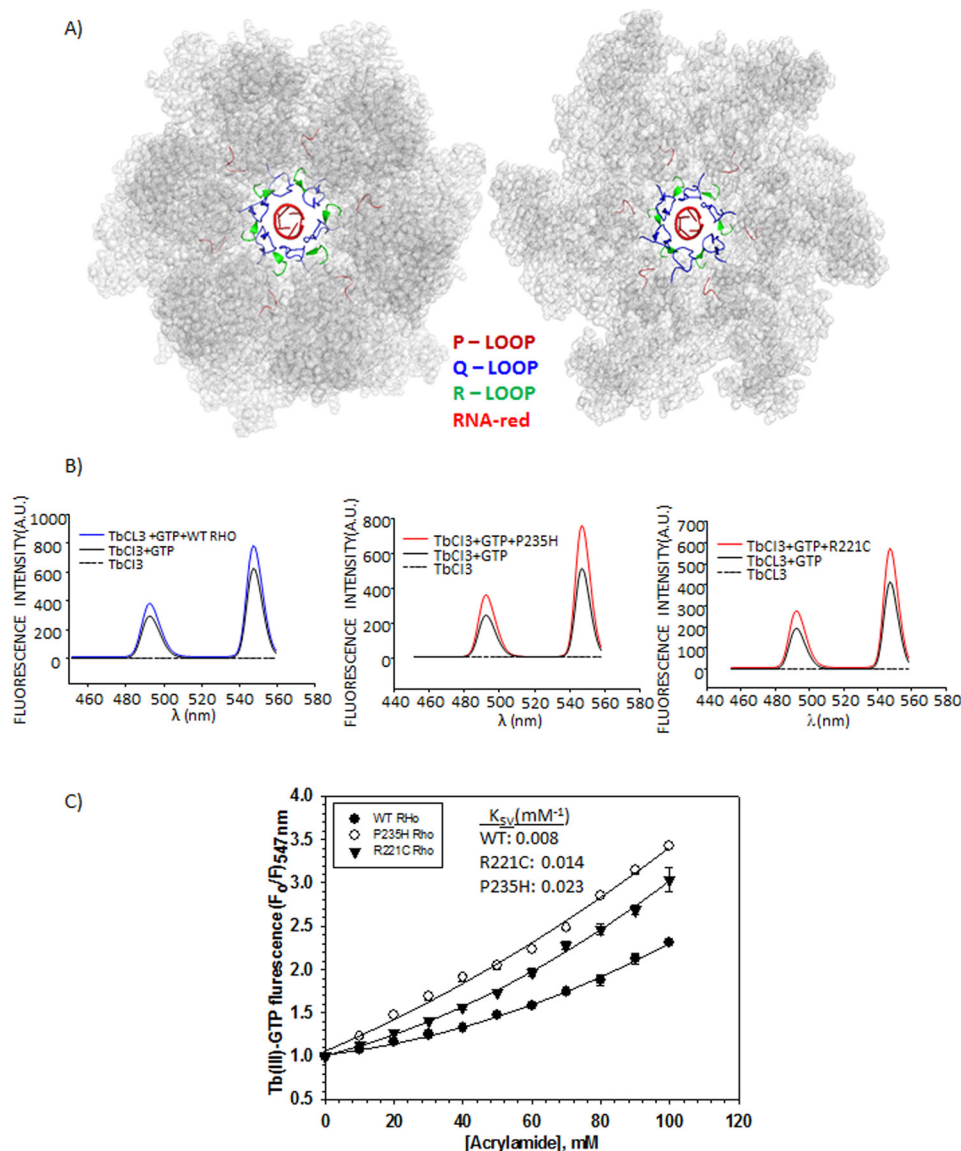 A)
P – LOOP
Q – LOOP
R – LOOP
RNA-red
B)
FLUORESCENCE INTENSITY(A.U.)
1000
800
600
400
200
0
TbCL3 +GTP+WT RHO
TbCl3+GTP
TbCl3
460 480 500 520 540 560 580
λ (nm)
FLUORESCENCE INTENSITY(A.U.)
800
600
400
200
0
TbCl3+GTP+P235H
TbCl3+GTP
TbCl3
440 460 480 500 520 540 560 580
λ (nm)
FLUORESCENCE INTENSITY(A.U.)
700
600
500
400
300
200
100
0
TbCl3+GTP+R221C
TbCL3+GTP
TbCL3
440 460 480 500 520 540 560 580
λ (nm)
C)
Tb(III)-GTP flurescence (Fo/F)547nm
4.0
3.5
3.0
2.5
2.0
1.5
1.0
0.5
WT RHo
P235H Rho
R221C Rho
KSV(mM-1)
WT: 0.008
R221C: 0.014
P235H: 0.023
0 20 40 60 80 100 120
[Acrylamide], mM